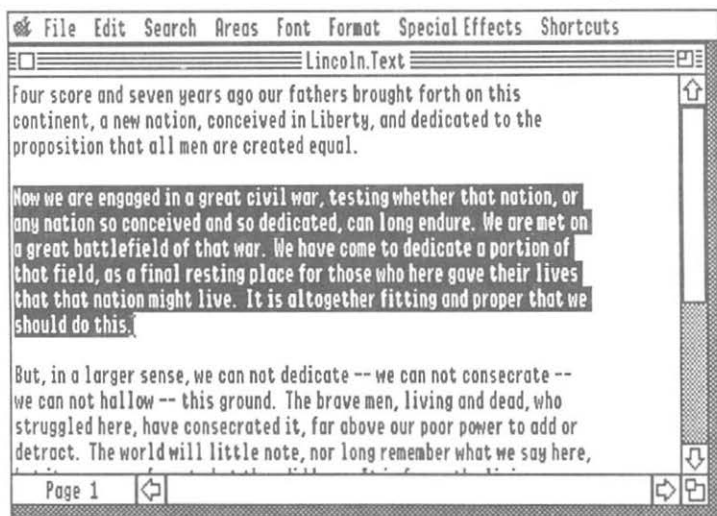 File Edit Search Areas Font Format Special Effects Shortcuts
Lincoln.Text
Four score and seven years ago our fathers brought forth on this
continent, a new nation, conceived in Liberty, and dedicated to the
proposition that all men are created equal.
Now we are engaged in a great civil war, testing whether that nation, or
any nation so conceived and so dedicated, can long endure. We are met on
a great battlefield of that war. We have come to dedicate a portion of
that field, as a final resting place for those who here gave their lives
that that nation might live. It is altogether fitting and proper that we
should do this.
But, in a larger sense, we can not dedicate -- we can not consecrate --
we can not hallow -- this ground. The brave men, living and dead, who
struggled here, have consecrated it, far above our poor power to add or
detract. The world will little note, nor long remember what we say here,
Page 1